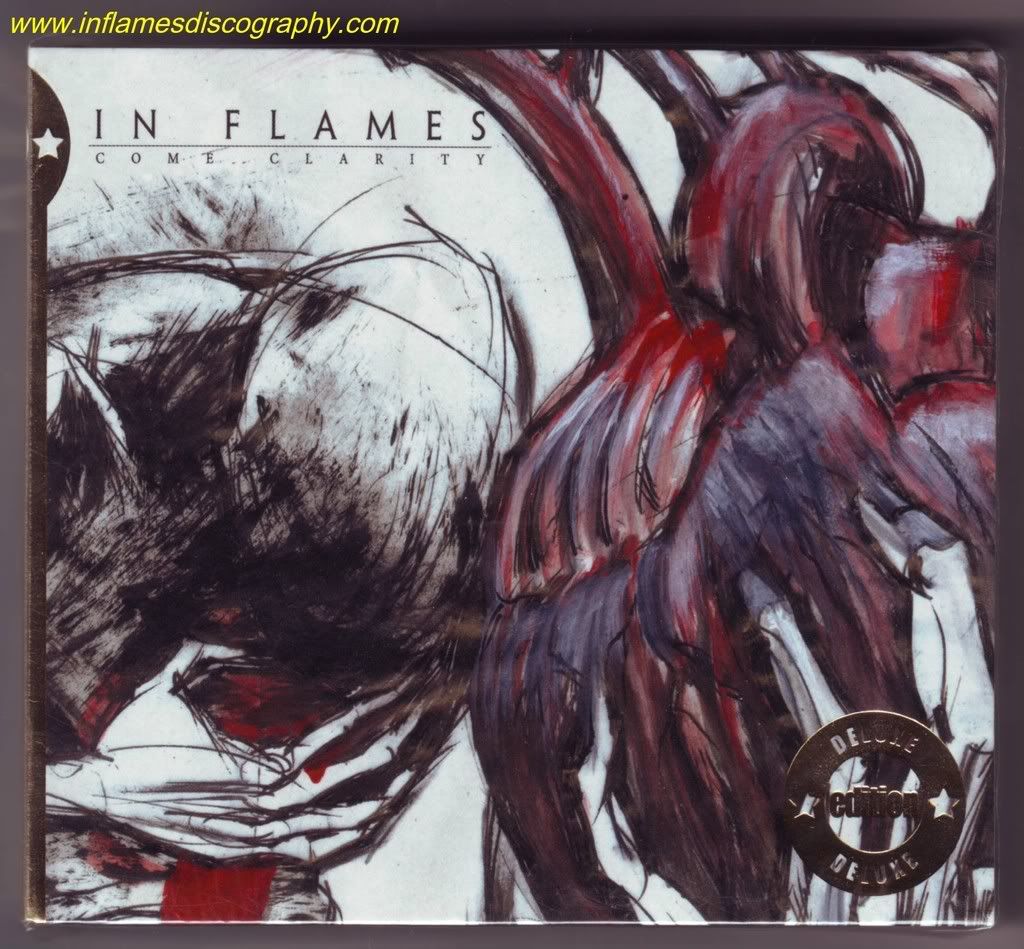 www.inflamesdiscography.com
IN FLAMES
COME CLARITY
DELUXE
edition
DELUXE